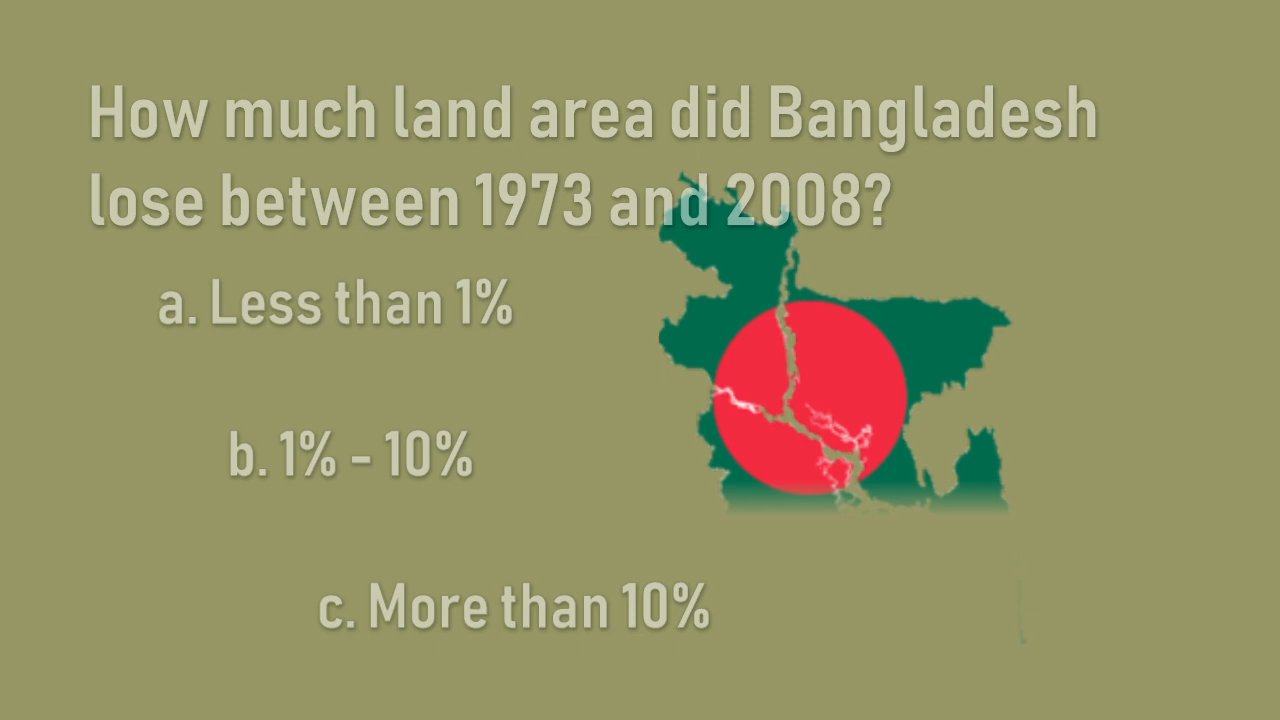 How much land area did Bangladesh
lose between 1973 and 2008?
a. Less than 1%
b. 1% - 10%
c. More than 10%